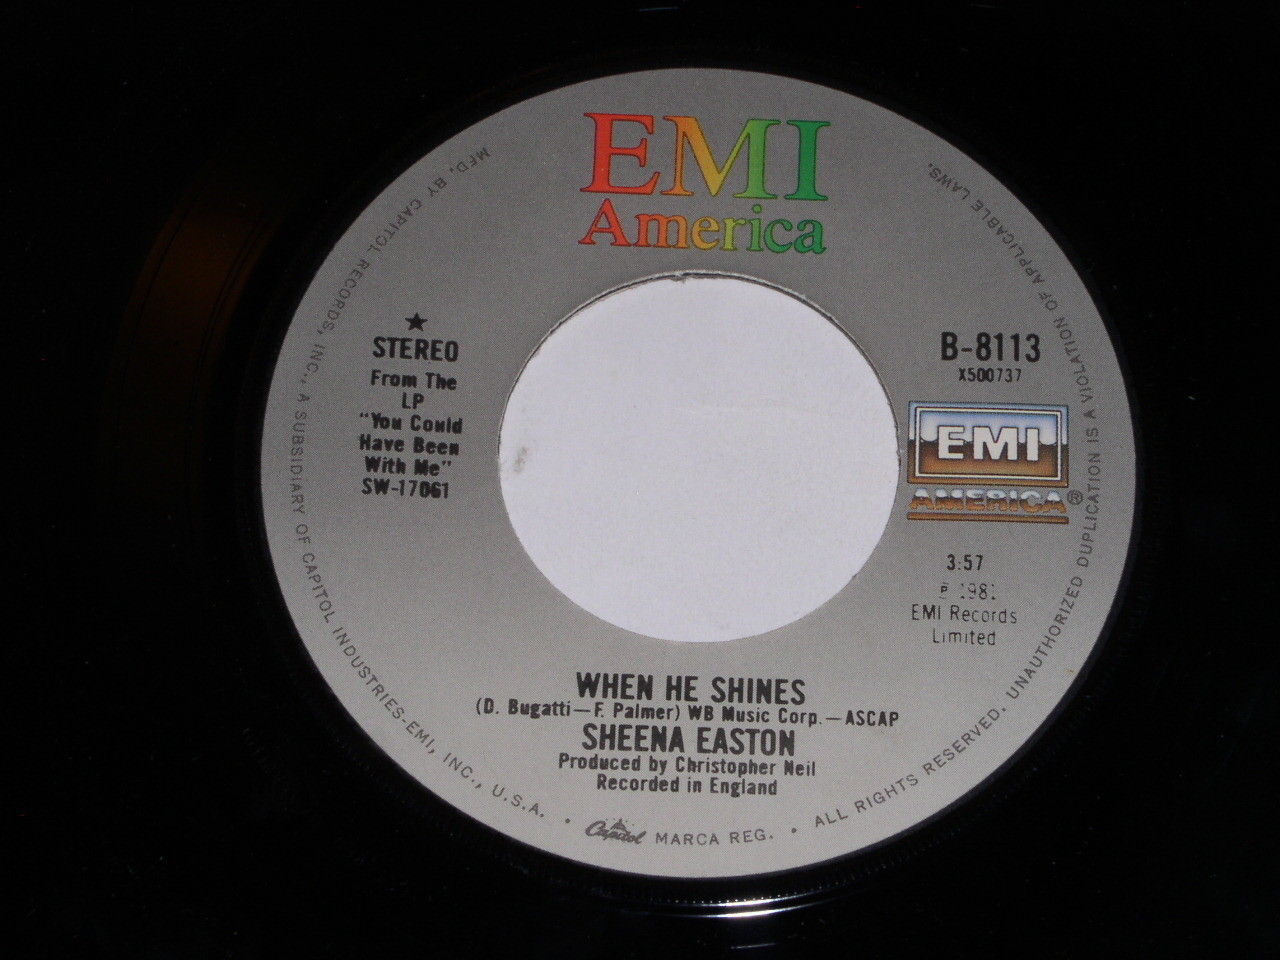 EMI
America
★
STEREO
From The
LP
"You Could
Have Been
With Me"
SW-17061
B-8113
X500737
EMI
AMERICA®
3:57
℗ 1981
EMI Records
Limited
WHEN HE SHINES
(D. Bugatti—F. Palmer) WB Music Corp.—ASCAP
SHEENA EASTON
Produced by Christopher Neil
Recorded in England
MFD. BY CAPITOL RECORDS, INC., A SUBSIDIARY OF CAPITOL INDUSTRIES-EMI, INC., U.S.A. • Capitol MARCA REG. • ALL RIGHTS RESERVED. UNAUTHORIZED DUPLICATION IS A VIOLATION OF APPLICABLE LAWS.